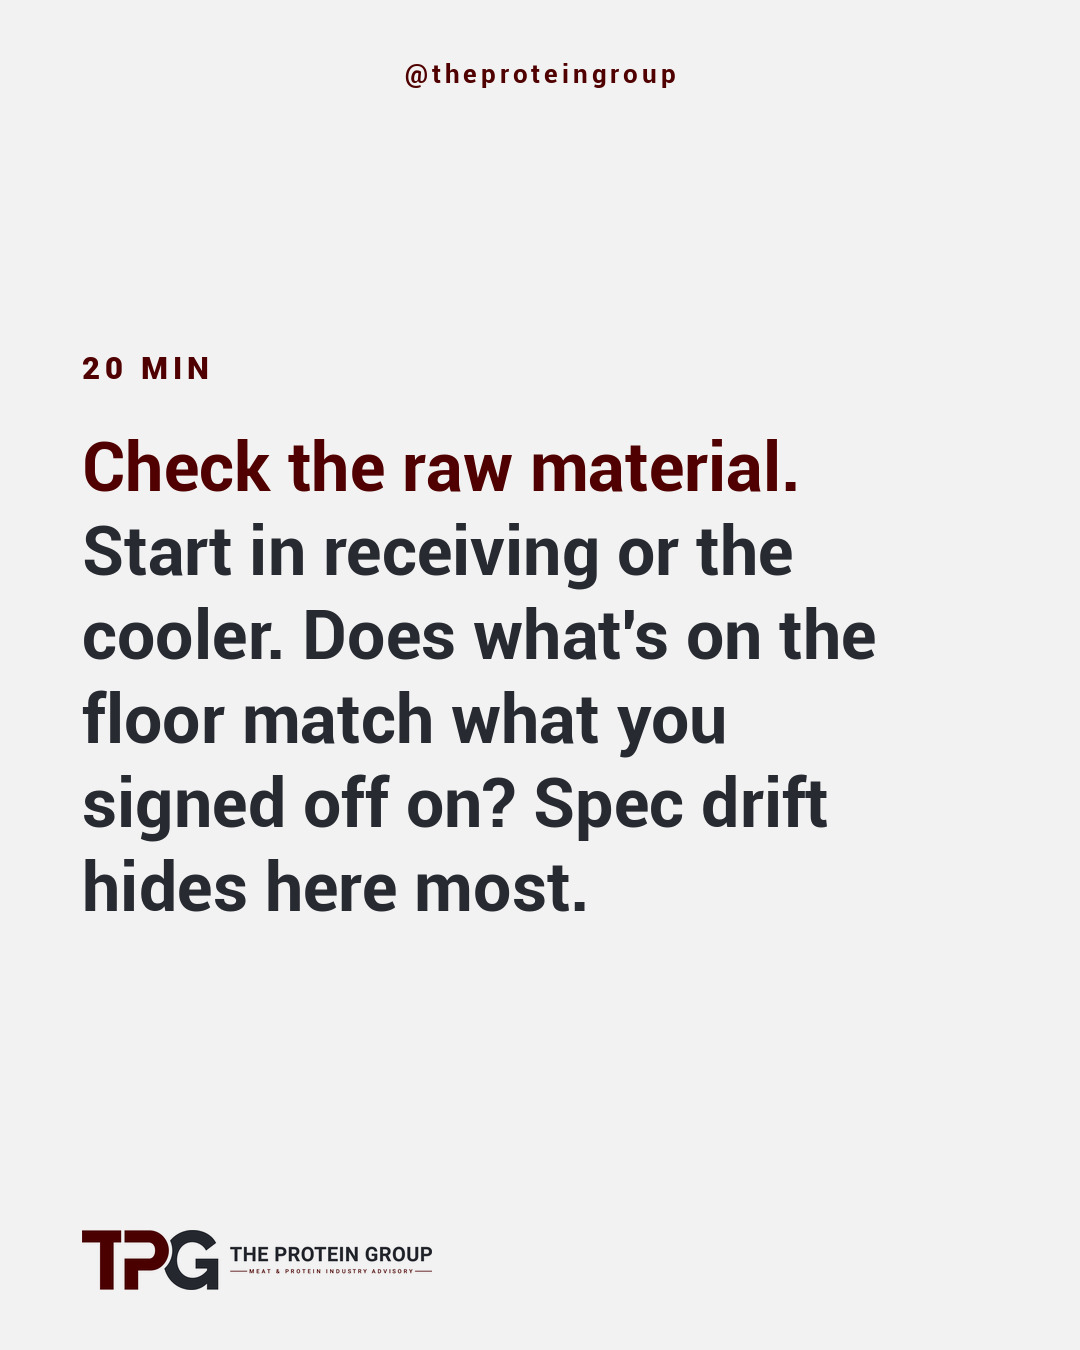 @theproteingroup
20 MIN
Check the raw material.
Start in receiving or the
cooler. Does what's on the
floor match what you
signed off on? Spec drift
hides here most.
TPG
THE PROTEIN GROUP
MEAT & PROTEIN INDUSTRY ADVISORY